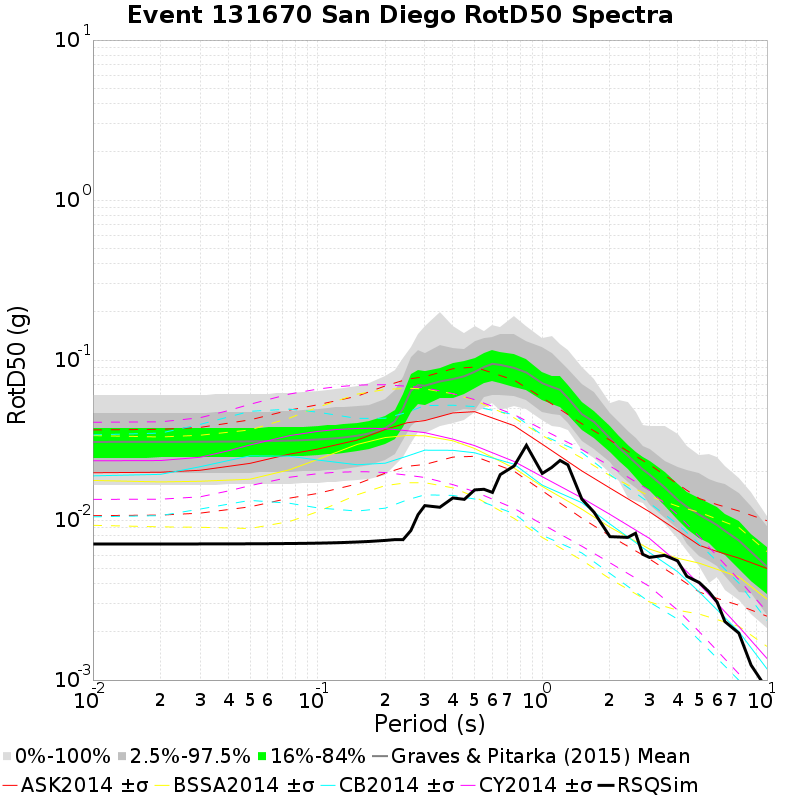 Event 131670 San Diego RotD50 Spectra
10^1
10^0
10^-1
10^-2
10^-3
RotD50 (g)
10^-2 2 3 4 5 6 10^-1 2 3 4 5 6 7 10^0 2 3 4 5 6 7 10^1
Period (s)
0%-100% 2.5%-97.5% 16%-84% Graves & Pitarka (2015) Mean
ASK2014 ±σ BSSA2014 ±σ CB2014 ±σ CY2014 ±σ RSQSim